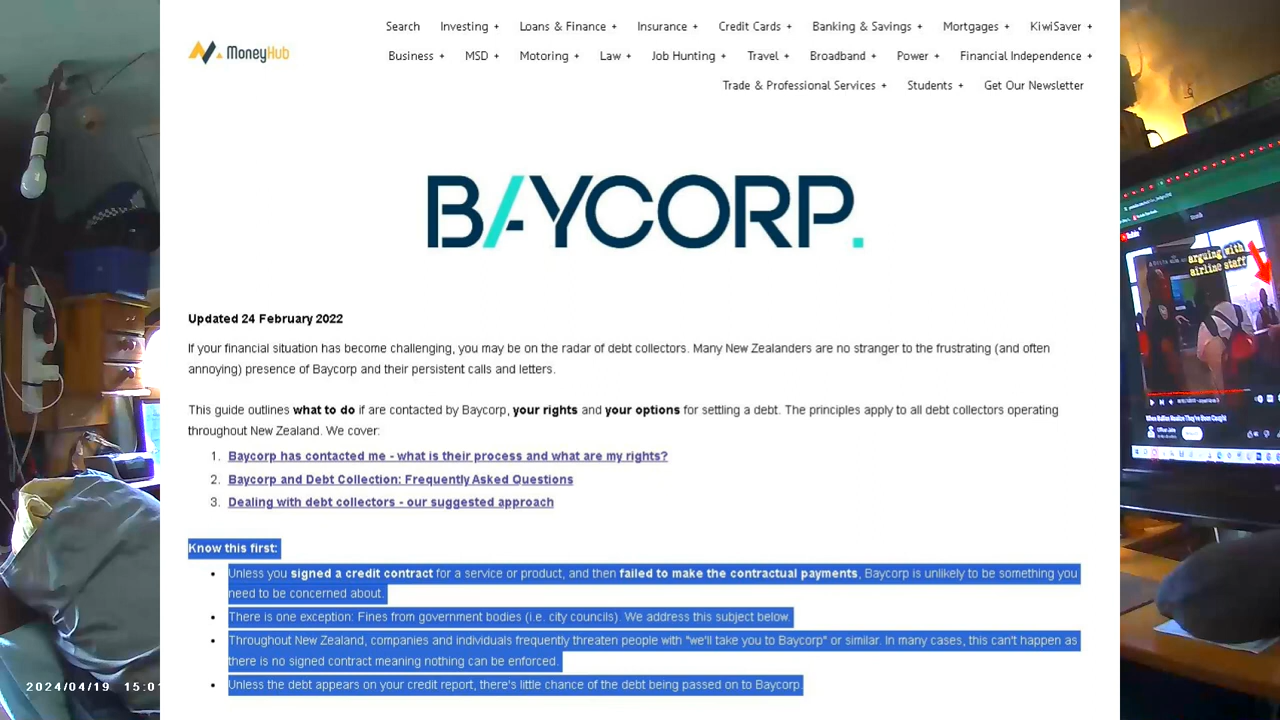 Search Investing + Loans & Finance + Insurance + Credit Cards + Banking & Savings + Mortgages + KiwiSaver +
MoneyHub
Business + MSD + Motoring + Law + Job Hunting + Travel + Broadband + Power + Financial Independence +
Trade & Professional Services + Students + Get Our Newsletter
BAYCORP.
arguing with
airline staff
Updated 24 February 2022
If your financial situation has become challenging, you may be on the radar of debt collectors. Many New Zealanders are no stranger to the frustrating (and often
annoying) presence of Baycorp and their persistent calls and letters.
This guide outlines what to do if are contacted by Baycorp, your rights and your options for settling a debt. The principles apply to all debt collectors operating
throughout New Zealand. We cover:
1. Baycorp has contacted me - what is their process and what are my rights?
2. Baycorp and Debt Collection: Frequently Asked Questions
3. Dealing with debt collectors - our suggested approach
Know this first:
• Unless you signed a credit contract for a service or product, and then failed to make the contractual payments, Baycorp is unlikely to be something you
need to be concerned about.
• There is one exception: Fines from government bodies (i.e. city councils). We address this subject below.
• Throughout New Zealand, companies and individuals frequently threaten people with "we'll take you to Baycorp" or similar. In many cases, this can't happen as
there is no signed contract meaning nothing can be enforced.
• Unless the debt appears on your credit report, there's little chance of the debt being passed on to Baycorp.
2024/04/19 15:01